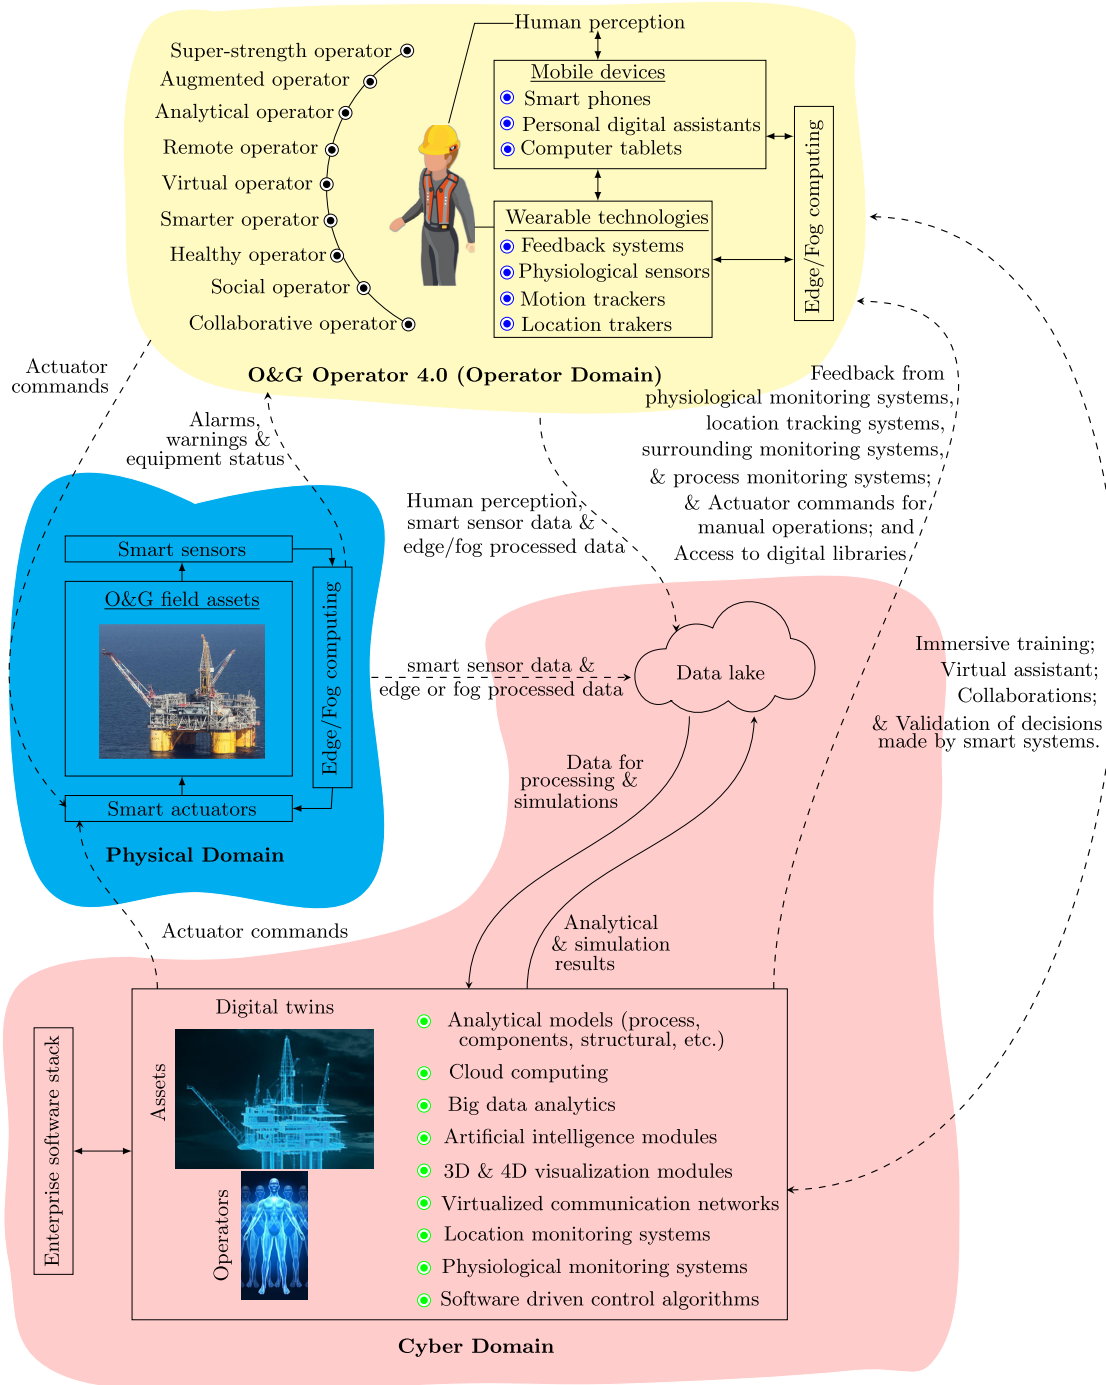 Human perception
Super-strength operator
Augmented operator
Analytical operator
Remote operator
Virtual operator
Smarter operator
Healthy operator
Social operator
Collaborative operator
Mobile devices
Smart phones
Personal digital assistants
Computer tablets
Wearable technologies
Feedback systems
Physiological sensors
Motion trackers
Location trakers
Edge/Fog computing
O&G Operator 4.0 (Operator Domain)
Actuator
commands
Alarms,
warnings &
equipment status
Human perception,
smart sensor data &
edge/fog processed data
Feedback from
physiological monitoring systems,
location tracking systems,
surrounding monitoring systems,
& process monitoring systems;
& Actuator commands for
manual operations; and
Access to digital libraries
Smart sensors
O&G field assets
Edge/Fog computing
Smart actuators
Physical Domain
smart sensor data &
edge or fog processed data
Data lake
Immersive training;
Virtual assistant;
Collaborations;
& Validation of decisions
made by smart systems.
Data for
processing &
simulations
Analytical
& simulation
results
Actuator commands
Enterprise software stack
Digital twins
Assets
Operators
Analytical models (process,
components, structural, etc.)
Cloud computing
Big data analytics
Artificial intelligence modules
3D & 4D visualization modules
Virtualized communication networks
Location monitoring systems
Physiological monitoring systems
Software driven control algorithms
Cyber Domain